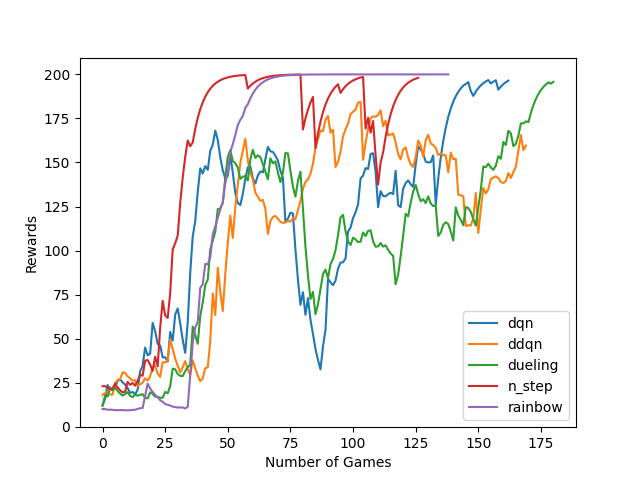 200
175
150
125
100
75
50
25
0
Rewards
0 25 50 75 100 125 150 175
Number of Games
dqn
ddqn
dueling
n_step
rainbow